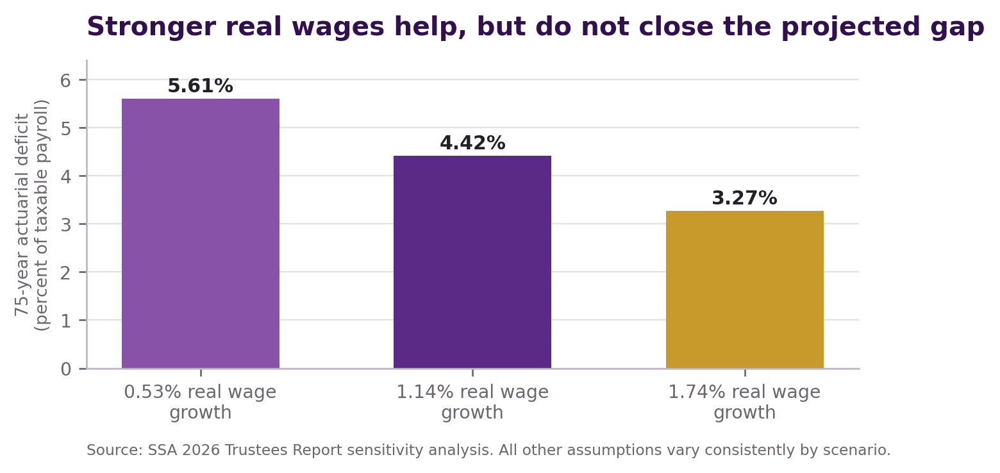 Stronger real wages help, but do not close the projected gap
75-year actuarial deficit
(percent of taxable payroll)
6
5
4
3
2
1
0
5.61%
4.42%
3.27%
0.53% real wage
growth
1.14% real wage
growth
1.74% real wage
growth
Source: SSA 2026 Trustees Report sensitivity analysis. All other assumptions vary consistently by scenario.